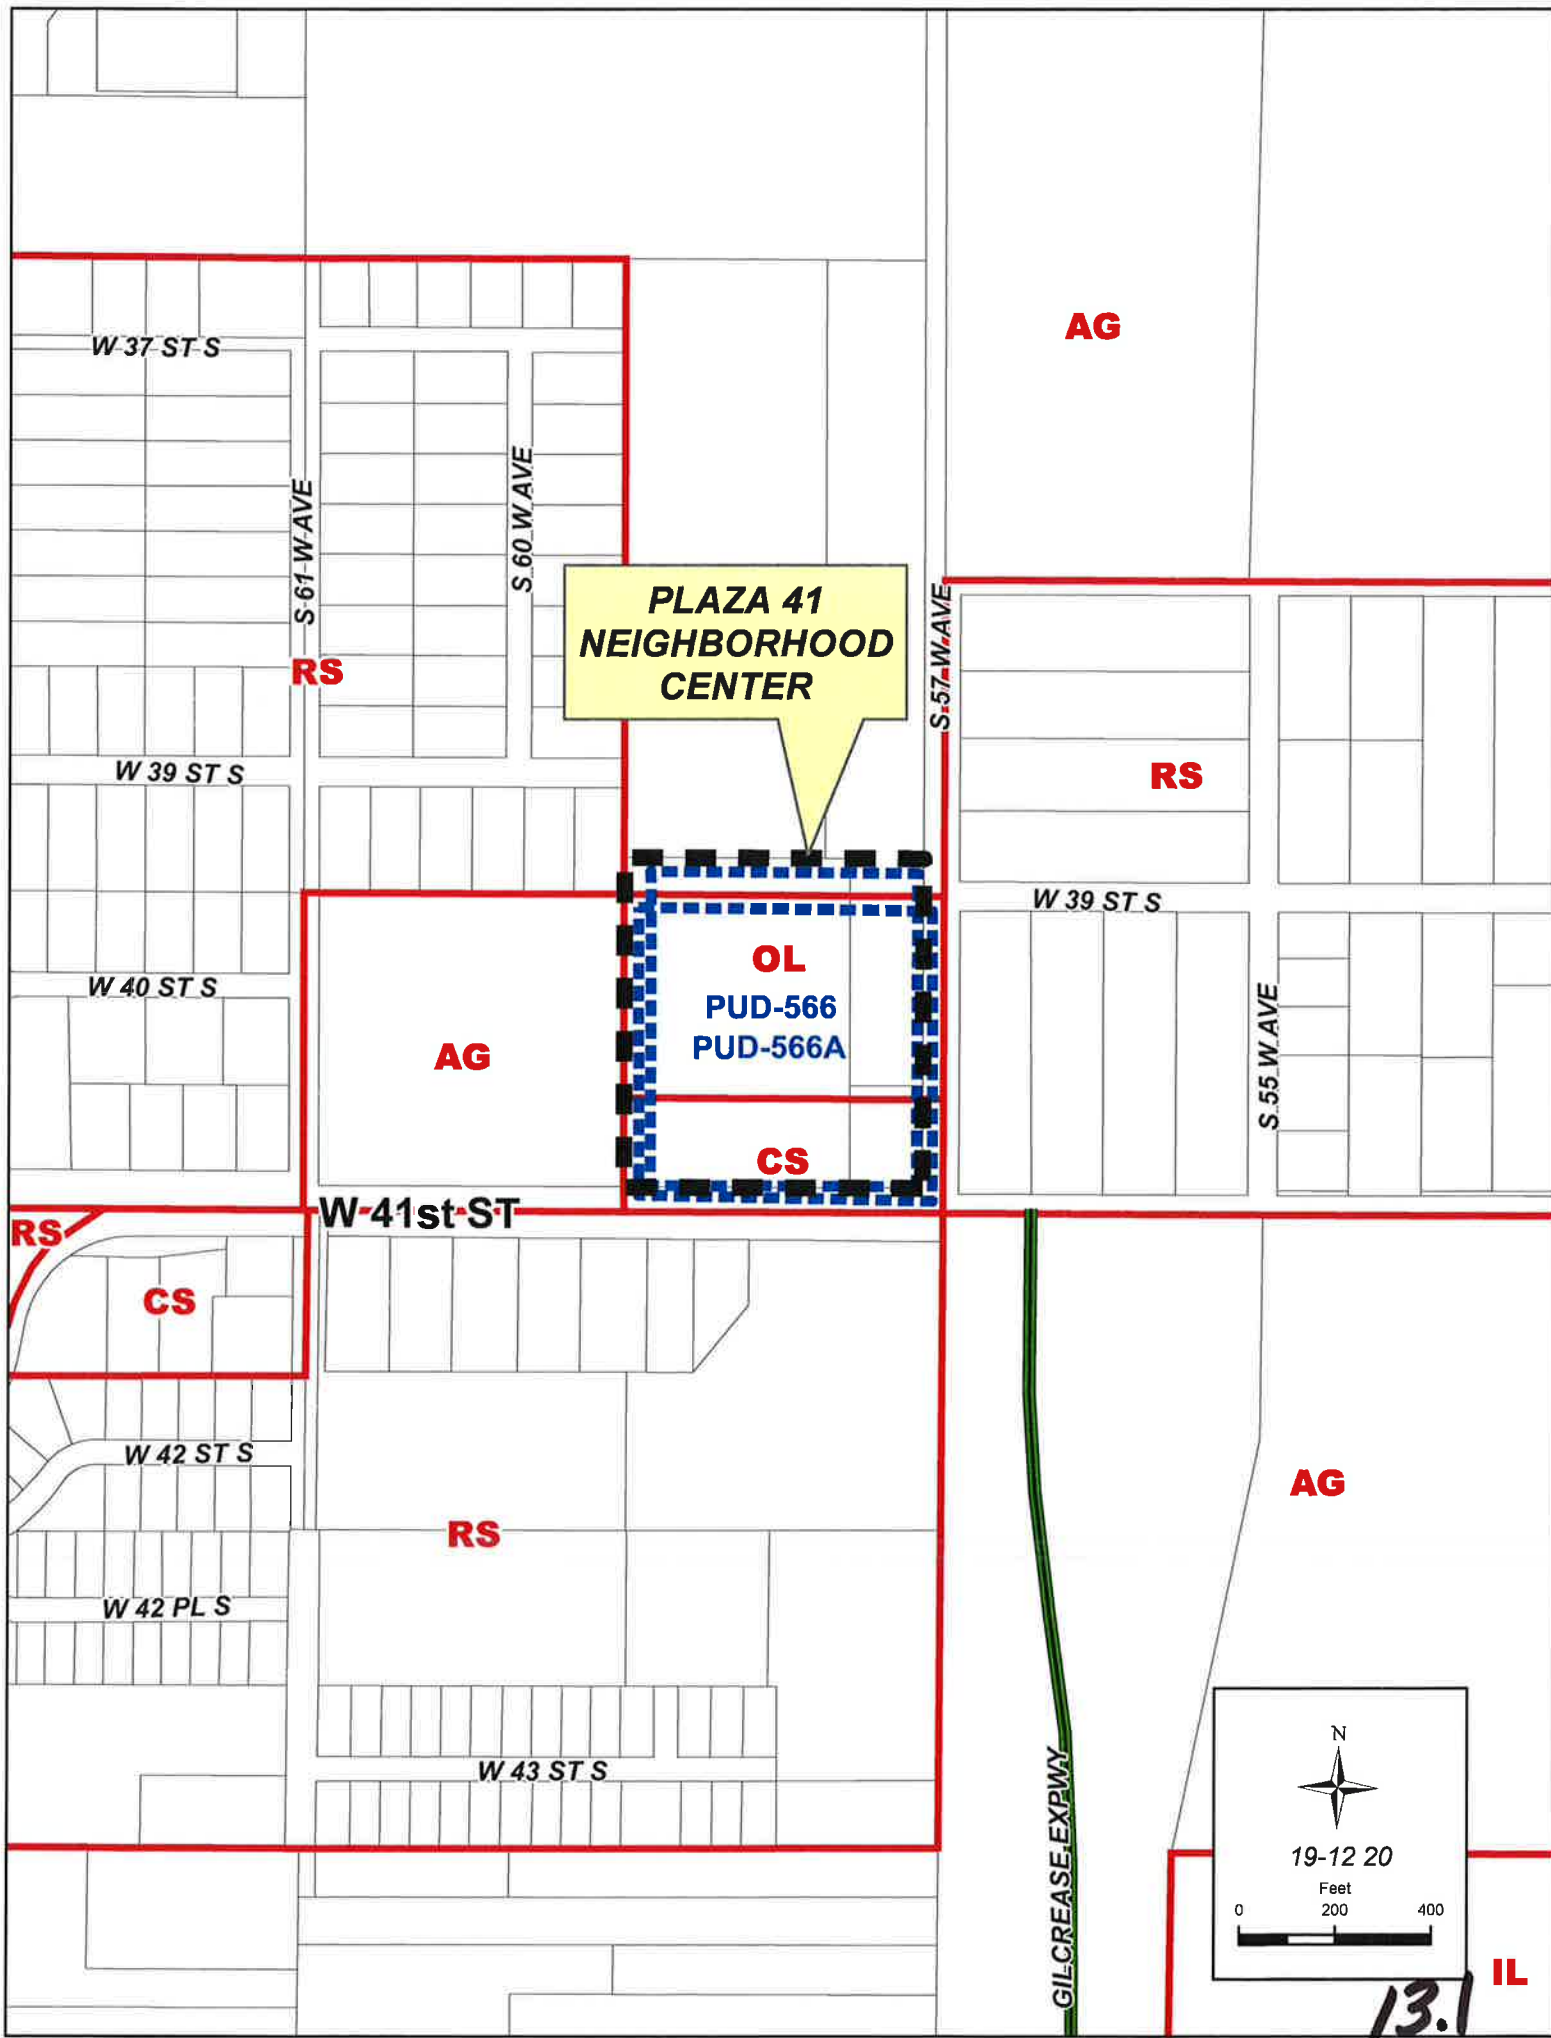 AG
W 37 ST S
S 61 W AVE
S 60 W AVE
PLAZA 41
NEIGHBORHOOD
CENTER
S 57 W AVE
RS
RS
W 39 ST S
W 39 ST S
OL
PUD-566
PUD-566A
W 40 ST S
AG
S 55 W AVE
CS
W 41st ST
RS
CS
W 42 ST S
AG
RS
W 42 PL S
W 43 ST S
GILCREASE EXPWY
N
19-12 20
Feet
0 200 400
IL
13.1